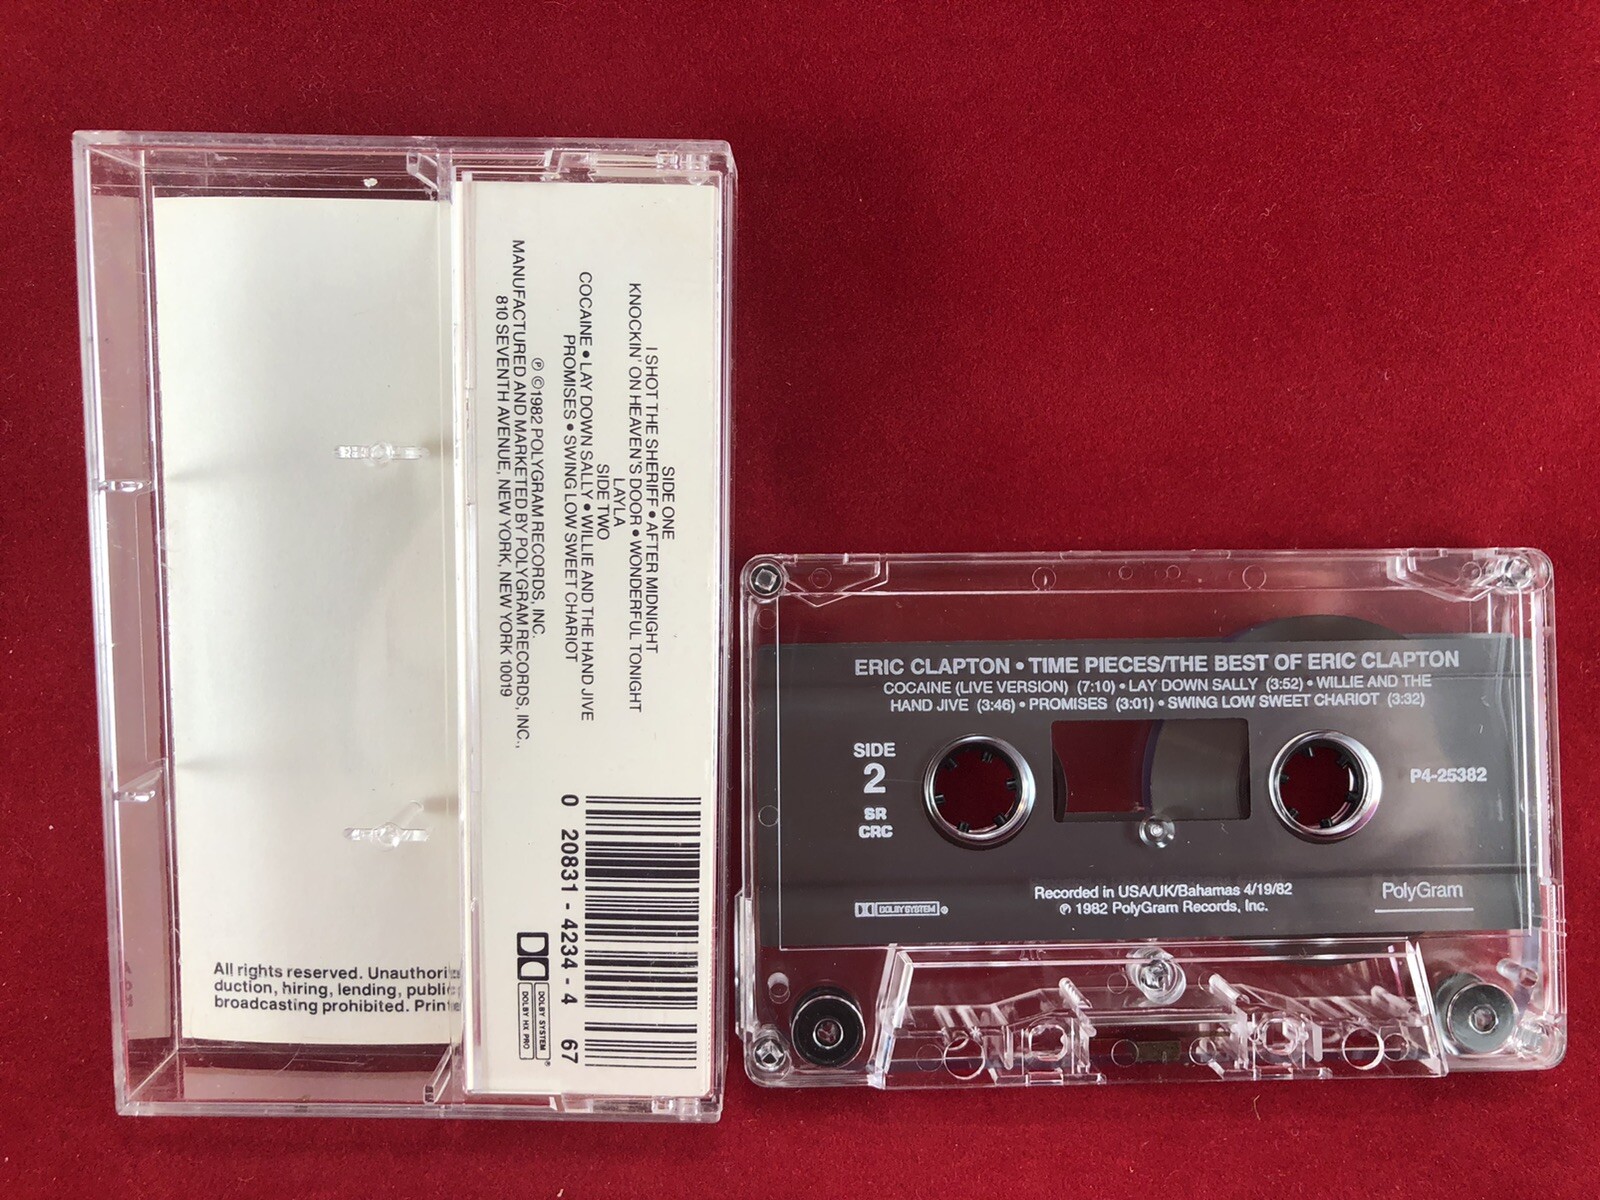 SIDE ONE
I SHOT THE SHERIFF • AFTER MIDNIGHT
KNOCKIN' ON HEAVEN'S DOOR • WONDERFUL TONIGHT
LAYLA
SIDE TWO
COCAINE • LAY DOWN SALLY • WILLIE AND THE HAND JIVE
PROMISES • SWING LOW SWEET CHARIOT
℗ ©1982 POLYGRAM RECORDS, INC.
MANUFACTURED AND MARKETED BY POLYGRAM RECORDS, INC.,
810 SEVENTH AVENUE, NEW YORK, NEW YORK 10019
0 20831-4234-4 67
DOLBY SYSTEM®
DOLBY HX PRO
All rights reserved.
duction, hiring, lending,
broadcasting prohibited.
ERIC CLAPTON • TIME PIECES/THE BEST OF ERIC CLAPTON
COCAINE (LIVE VERSION) (7:10) • LAY DOWN SALLY (3:52) • WILLIE AND THE
HAND JIVE (3:46) • PROMISES (3:01) • SWING LOW SWEET CHARIOT (3:32)
SIDE
2
SR
CRC
P4-25382
DOLBY SYSTEM®
Recorded in USA/UK/Bahamas 4/19/82
℗ 1982 PolyGram Records, Inc.
PolyGram